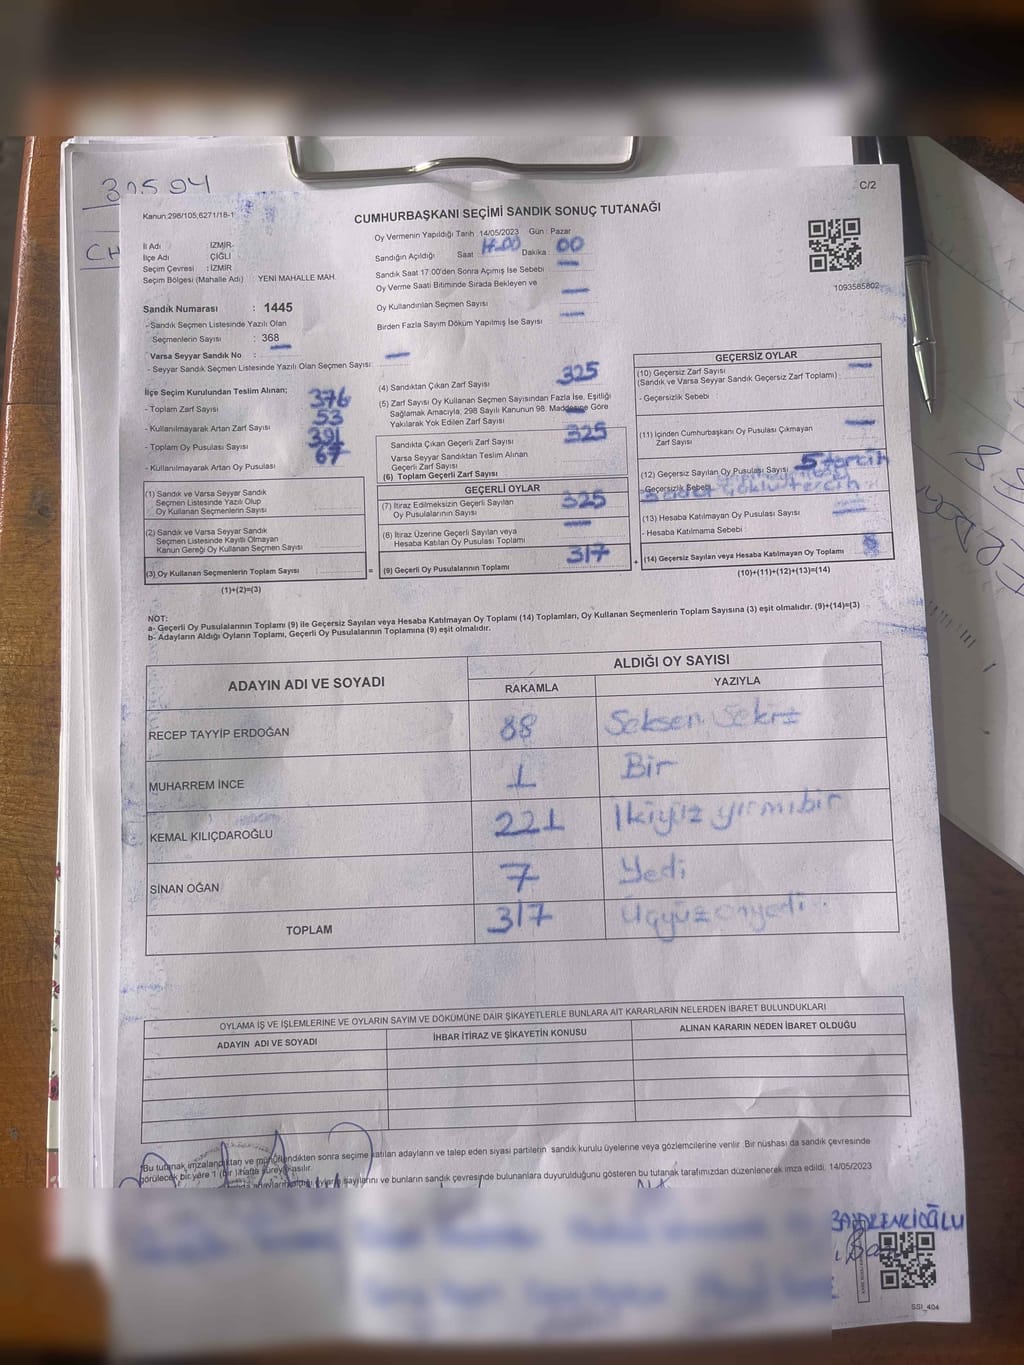 30594
C/2
Kanun:298/105;6271/18-1
CUMHURBAŞKANI SEÇİMİ SANDIK SONUÇ TUTANAĞI
İl Adı İZMİR
İlçe Adı ÇİĞLİ
Seçim Çevresi : İZMİR
Seçim Bölgesi (Mahalle Adı) : YENİ MAHALLE MAH.
Oy Vermenin Yapıldığı Tarih :14/05/2023 Gün : Pazar
Sandığın Açıldığı Saat 17.00 Dakika 00
Sandık Saat 17:00'den Sonra Açımış İse Sebebi
Oy Verme Saati Bitiminde Sırada Bekleyen ve
Oy Kullandırılan Seçmen Sayısı
Birden Fazla Sayım Döküm Yapılmış İse Sayısı
1093585802
Sandık Numarası : 1445
- Sandık Seçmen Listesinde Yazılı Olan
Seçmenlerin Sayısı : 368
Varsa Seyyar Sandık No :
- Seyyar Sandık Seçmen Listesinde Yazılı Olan Seçmen Sayısı:
İlçe Seçim Kurulundan Teslim Alınan;
- Toplam Zarf Sayısı 376
- Kullanılmayarak Artan Zarf Sayısı 53
- Toplam Oy Pusulası Sayısı 391
- Kullanılmayarak Artan Oy Pusulası 67
(1) Sandık ve Varsa Seyyar Sandık
Seçmen Listesinde Yazılı Olup
Oy Kullanan Seçmenlerin Sayısı
(2) Sandık ve Varsa Seyyar Sandık
Seçmen Listesinde Kayıtlı Olmayan
Kanun Gereği Oy Kullanan Seçmen Sayısı
(3) Oy Kullanan Seçmenlerin Toplam Sayısı =
(1)+(2)=(3)
(4) Sandıktan Çıkan Zarf Sayısı 325
(5) Zarf Sayısı Oy Kullanan Seçmen Sayısından Fazla İse, Eşitliği
Sağlamak Amacıyla, 298 Sayılı Kanunun 98. Maddesine Göre
Yakılarak Yok Edilen Zarf Sayısı
Sandıkta Çıkan Geçerli Zarf Sayısı 325
Varsa Seyyar Sandıktan Teslim Alınan
Geçerli Zarf Sayısı
(6) Toplam Geçerli Zarf Sayısı
GEÇERLİ OYLAR
(7) İtiraz Edilmeksizin Geçerli Sayılan
Oy Pusulalarının Sayısı 325
(8) İtiraz Üzerine Geçerli Sayılan veya
Hesaba Katılan Oy Pusulası Toplamı
(9) Geçerli Oy Pusulalarının Toplamı 317 +
GEÇERSİZ OYLAR
(10) Geçersiz Zarf Sayısı
(Sandık ve Varsa Seyyar Sandık Geçersiz Zarf Toplamı)
- Geçersizlik Sebebi
(11) İçinden Cumhurbaşkanı Oy Pusulası Çıkmayan
Zarf Sayısı
(12) Geçersiz Sayılan Oy Pusulası Sayısı 5 tercih
-Geçersizlik Sebebi
(13) Hesaba Katılmayan Oy Pusulası Sayısı
- Hesaba Katılmama Sebebi
(14) Geçersiz Sayılan veya Hesaba Katılmayan Oy Toplamı 8
(10)+(11)+(12)+(13)=(14)
NOT:
a- Geçerli Oy Pusulalarının Toplamı (9) ile Geçersiz Sayılan veya Hesaba Katılmayan Oy Toplamı (14) Toplamları, Oy Kullanan Seçmenlerin Toplam Sayısına (3) eşit olmalıdır. (9)+(14)=(3)
b- Adayların Aldığı Oyların Toplamı, Geçerli Oy Pusulalarının Toplamına (9) eşit olmalıdır.
ADAYIN ADI VE SOYADI
ALDIĞI OY SAYISI
RAKAMLA YAZIYLA
RECEP TAYYİP ERDOĞAN 88 Seksen Sekiz
MUHARREM İNCE 1 Bir
KEMAL KILIÇDAROĞLU 221 İkiyüz yirmibir
SİNAN OĞAN 7 Yedi
TOPLAM 317 Üçyüzonyedi
OYLAMA İŞ VE İŞLEMLERİNE VE OYLARIN SAYIM VE DÖKÜMÜNE DAİR ŞİKAYETLERLE BUNLARA AİT KARARLARIN NELERDEN İBARET BULUNDUKLARI
ADAYIN ADI VE SOYADI İHBAR İTİRAZ VE ŞİKAYETİN KONUSU ALINAN KARARIN NEDEN İBARET OLDUĞU
"Bu tutanak imzalandıktan ve mühürlendikten sonra seçime katılan adayların ve talep eden siyasi partilerin sandık kurulu üyelerine veya gözlemcilerine verilir. Bir nüshası da sandık çevresinde
görülecek bir yere 1 (bir) hafta süreyle asılır.
sayılarını ve bunların sandık çevresinde bulunanlara duyurulduğunu gösteren bu tutanak tarafımızdan düzenlenerek imza edildi. 14/05/2023
SSI_404